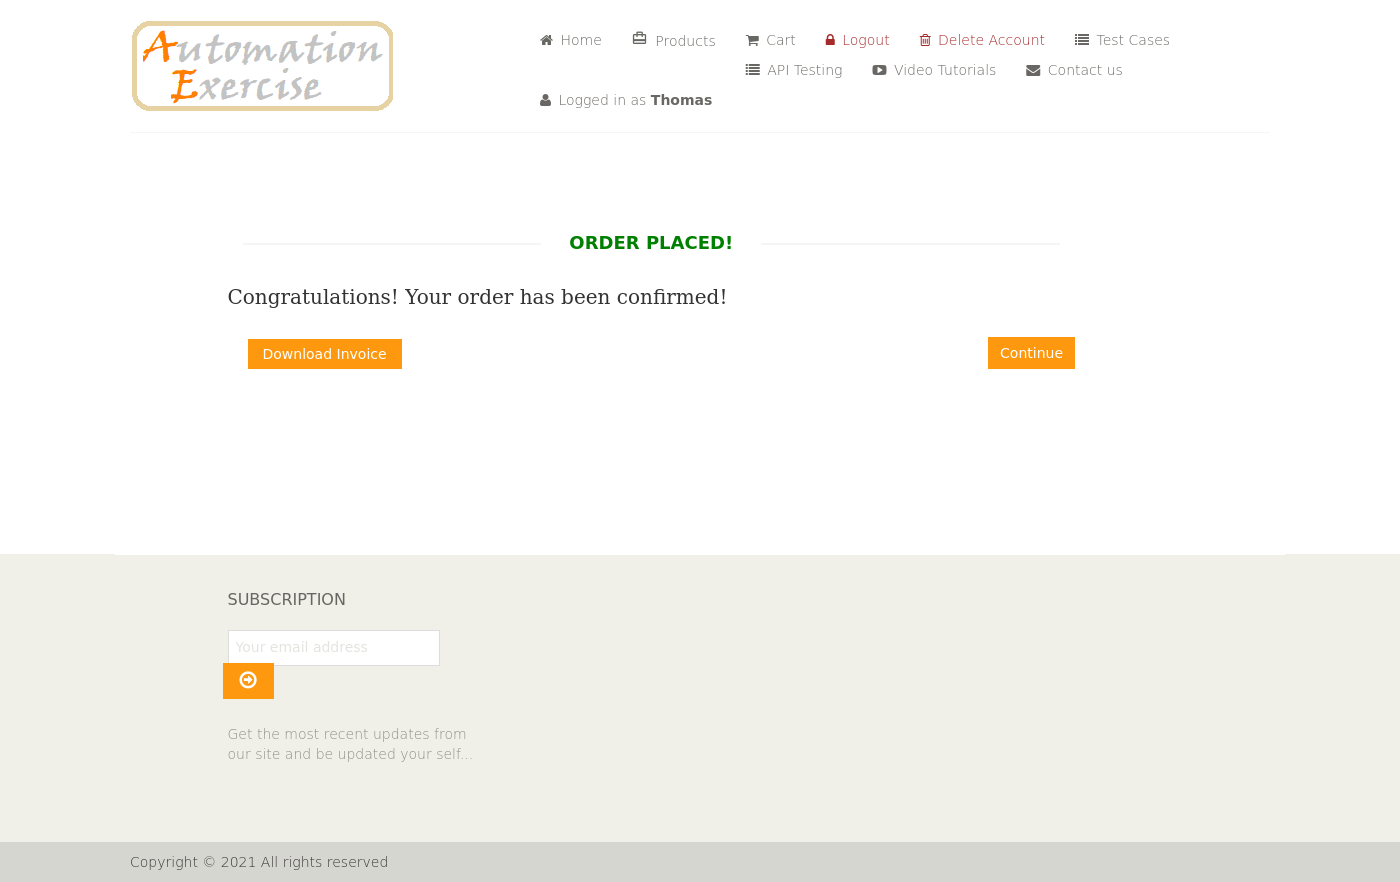 Automation
Exercise
Home Products Cart Logout Delete Account Test Cases
API Testing Video Tutorials Contact us
Logged in as Thomas
ORDER PLACED!
Congratulations! Your order has been confirmed!
Download Invoice Continue
SUBSCRIPTION
Your email address
Get the most recent updates from
our site and be updated your self...
Copyright © 2021 All rights reserved